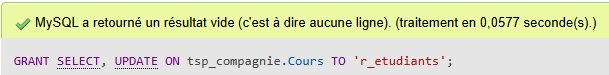 MySQL a retourné un résultat vide (c'est à dire aucune ligne). (traitement en 0,0577 seconde(s).)
GRANT SELECT, UPDATE ON tsp_compagnie.Cours TO 'r_etudiants';